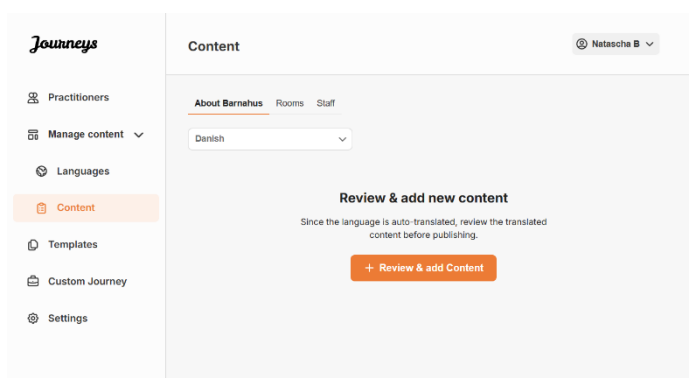 Journeys
Content
Natascha B
Practitioners
Manage content
Languages
Content
Templates
Custom Journey
Settings
About Barnahus Rooms Staff
Danish
Review & add new content
Since the language is auto-translated, review the translated
content before publishing.
+ Review & add Content